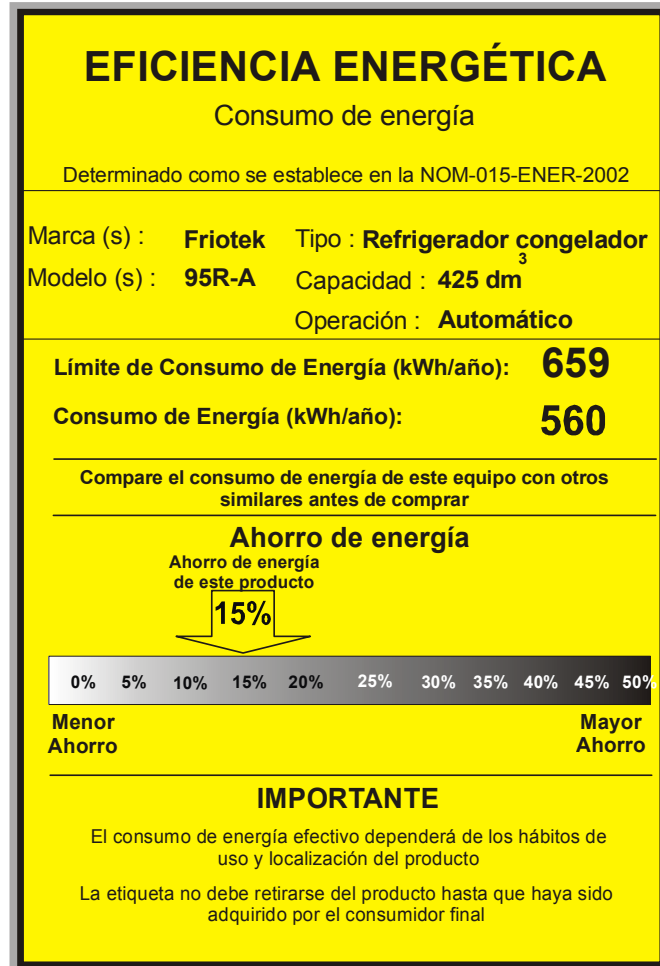 EFICIENCIA ENERGÉTICA
Consumo de energía
Determinado como se establece en la NOM-015-ENER-2002
Marca (s) : Friotek Tipo : Refrigerador congelador
Modelo (s) : 95R-A Capacidad : 425 dm3
Operación : Automático
Límite de Consumo de Energía (kWh/año): 659
Consumo de Energía (kWh/año): 560
Compare el consumo de energía de este equipo con otros
similares antes de comprar
Ahorro de energía
Ahorro de energía
de este producto
15%
0% 5% 10% 15% 20% 25% 30% 35% 40% 45% 50%
Menor Mayor
Ahorro Ahorro
IMPORTANTE
El consumo de energía efectivo dependerá de los hábitos de
uso y localización del producto
La etiqueta no debe retirarse del producto hasta que haya sido
adquirido por el consumidor final